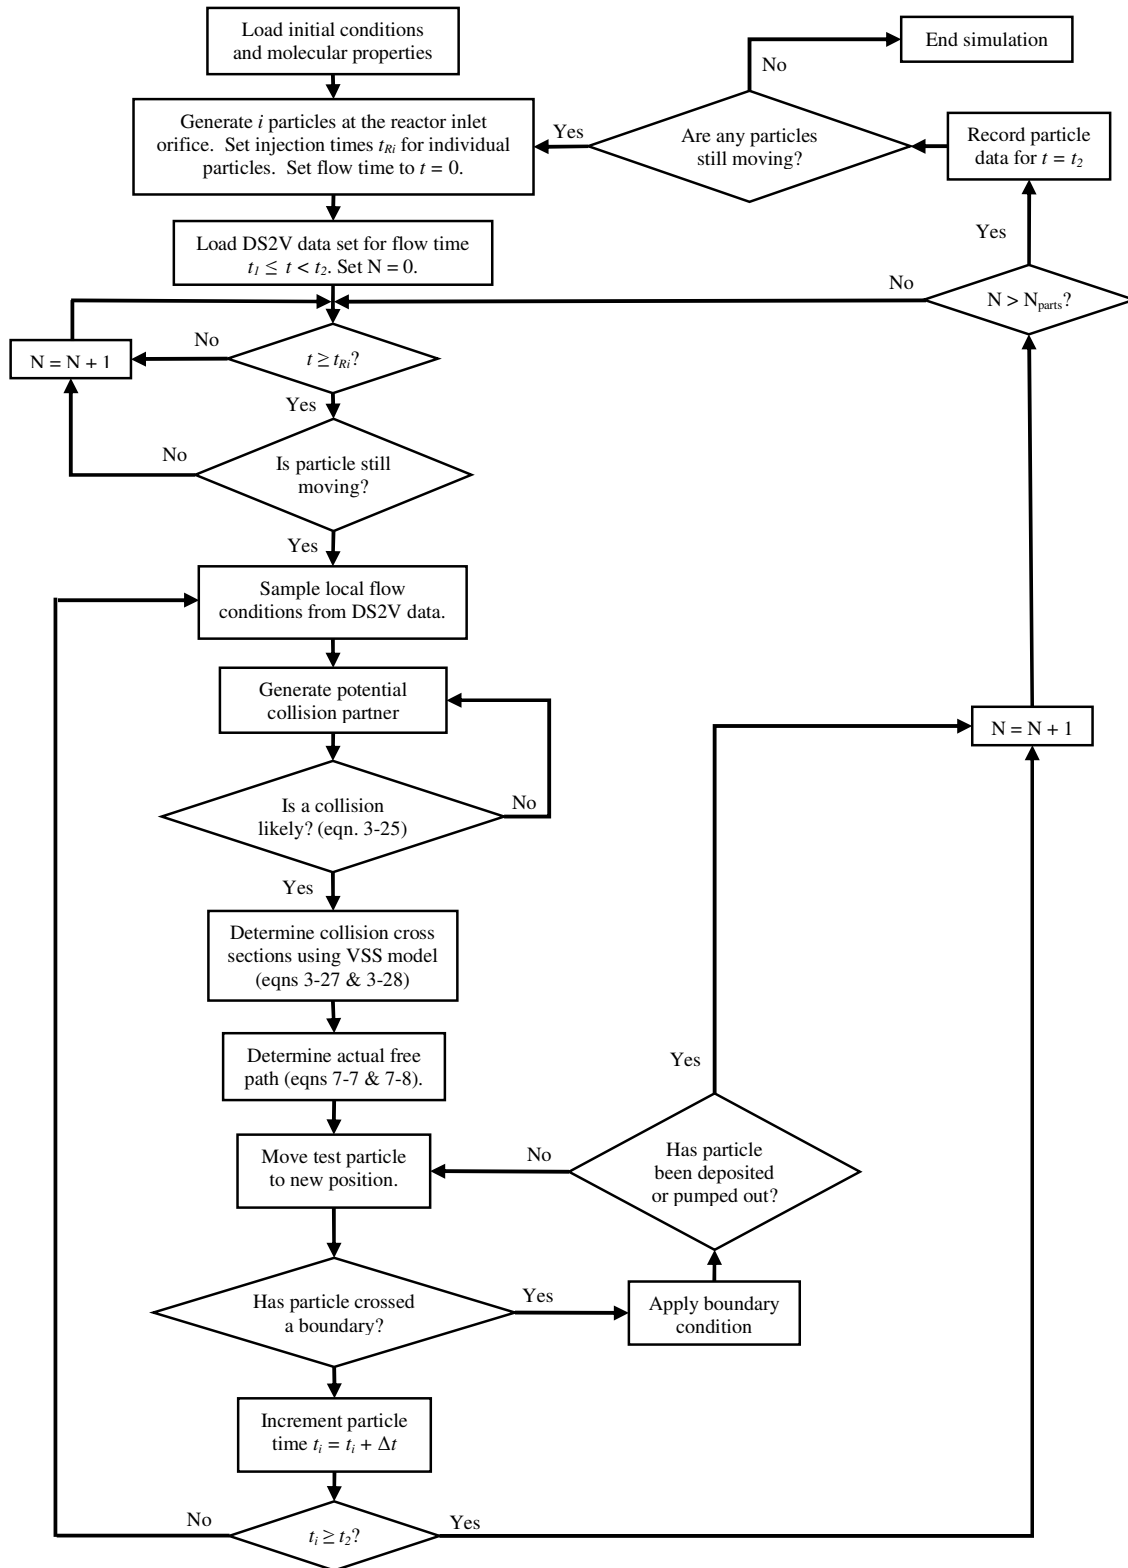 Load initial conditions
and molecular properties
End simulation
No
Generate i particles at the reactor inlet
orifice.  Set injection times tRi for individual
particles.  Set flow time to t = 0.
Yes
Are any particles
still moving?
Record particle
data for t = t2
Yes
Load DS2V data set for flow time
t1 ≤ t < t2. Set N = 0.
No
N > Nparts?
No
N = N + 1
t ≥ tRi?
Yes
No
Is particle still
moving?
Yes
Sample local flow
conditions from DS2V data.
Generate potential
collision partner
N = N + 1
Is a collision
likely? (eqn. 3-25)
No
Yes
Determine collision cross
sections using VSS model
(eqns 3-27 & 3-28)
Determine actual free
path (eqns 7-7 & 7-8).
Yes
Move test particle
to new position.
No
Has particle
been deposited
or pumped out?
Has particle crossed
a boundary?
Yes
Apply boundary
condition
Increment particle
time ti = ti + Δt
No
ti ≥ t2?
Yes